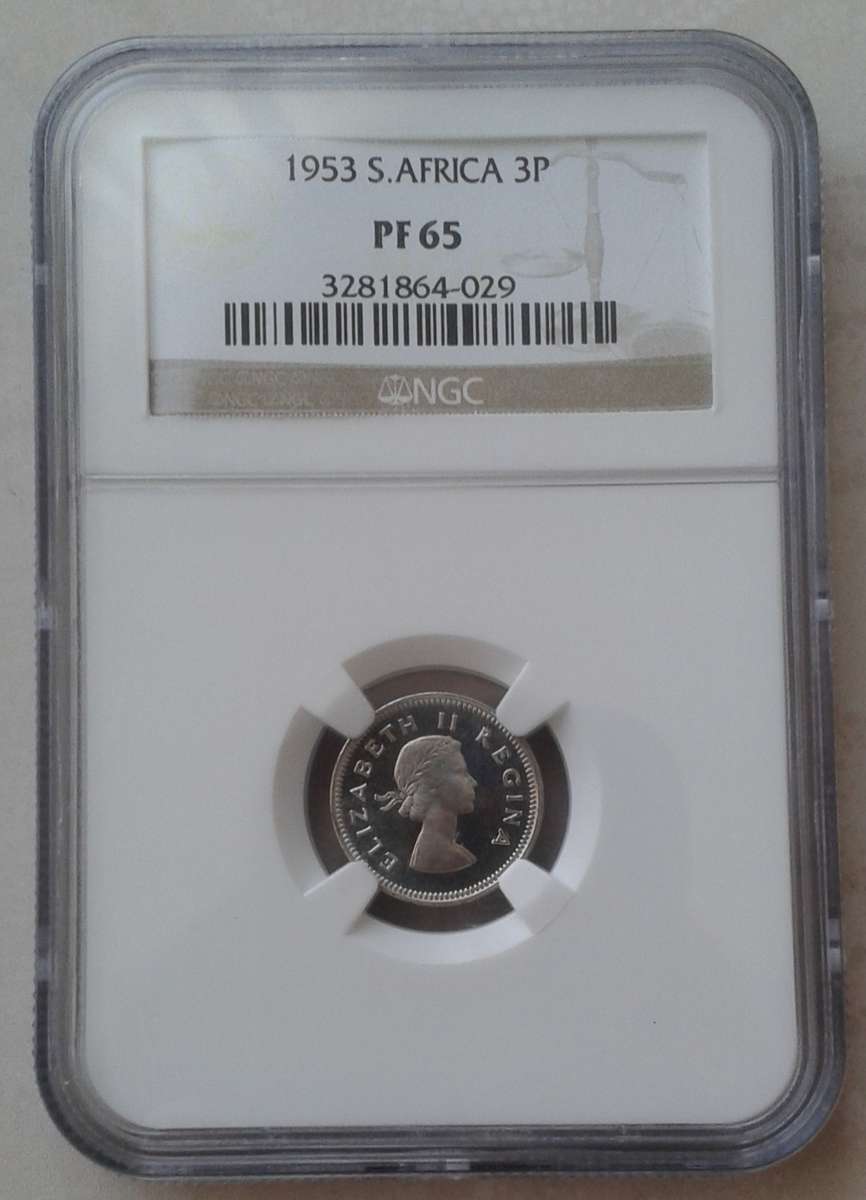 1953 S.AFRICA 3P
PF 65
3281864-029
NGC
ELIZABETH II REGINA